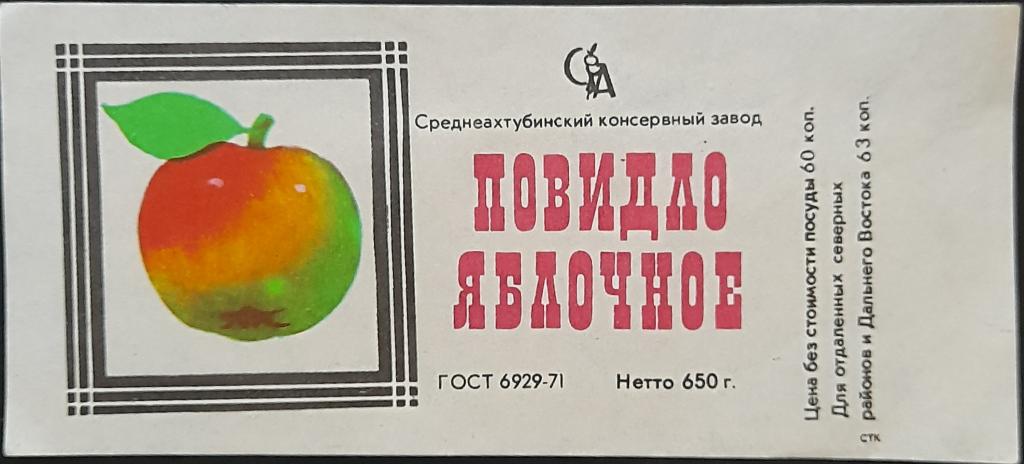 СА
Среднеахтубинский консервный завод
ПОВИДЛО
ЯБЛОЧНОЕ
ГОСТ 6929-71 Нетто 650 г.
Цена без стоимости посуды 60 коп.
Для отдаленных северных
районов и Дальнего Востока 63 коп.
СТК